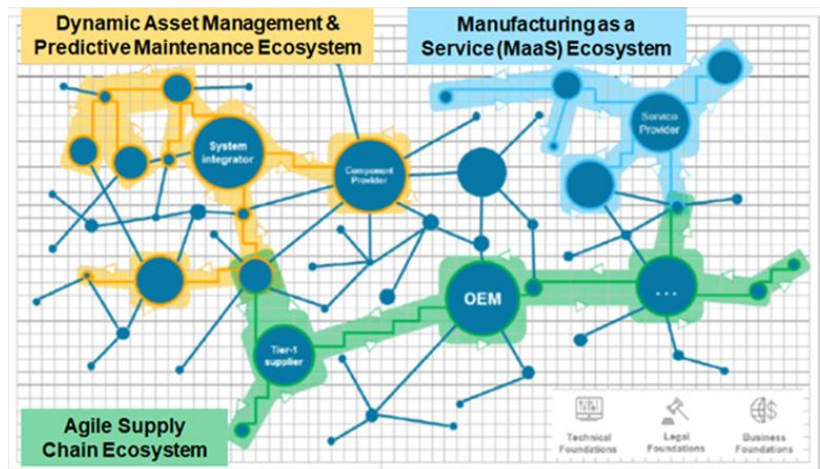 Dynamic Asset Management &
Predictive Maintenance Ecosystem
Manufacturing as a
Service (MaaS) Ecosystem
System
integrator
Component
Provider
Service
Provider
OEM
...
Tier-1
supplier
Agile Supply
Chain Ecosystem
Technical
Foundations
Legal
Foundations
Business
Foundations